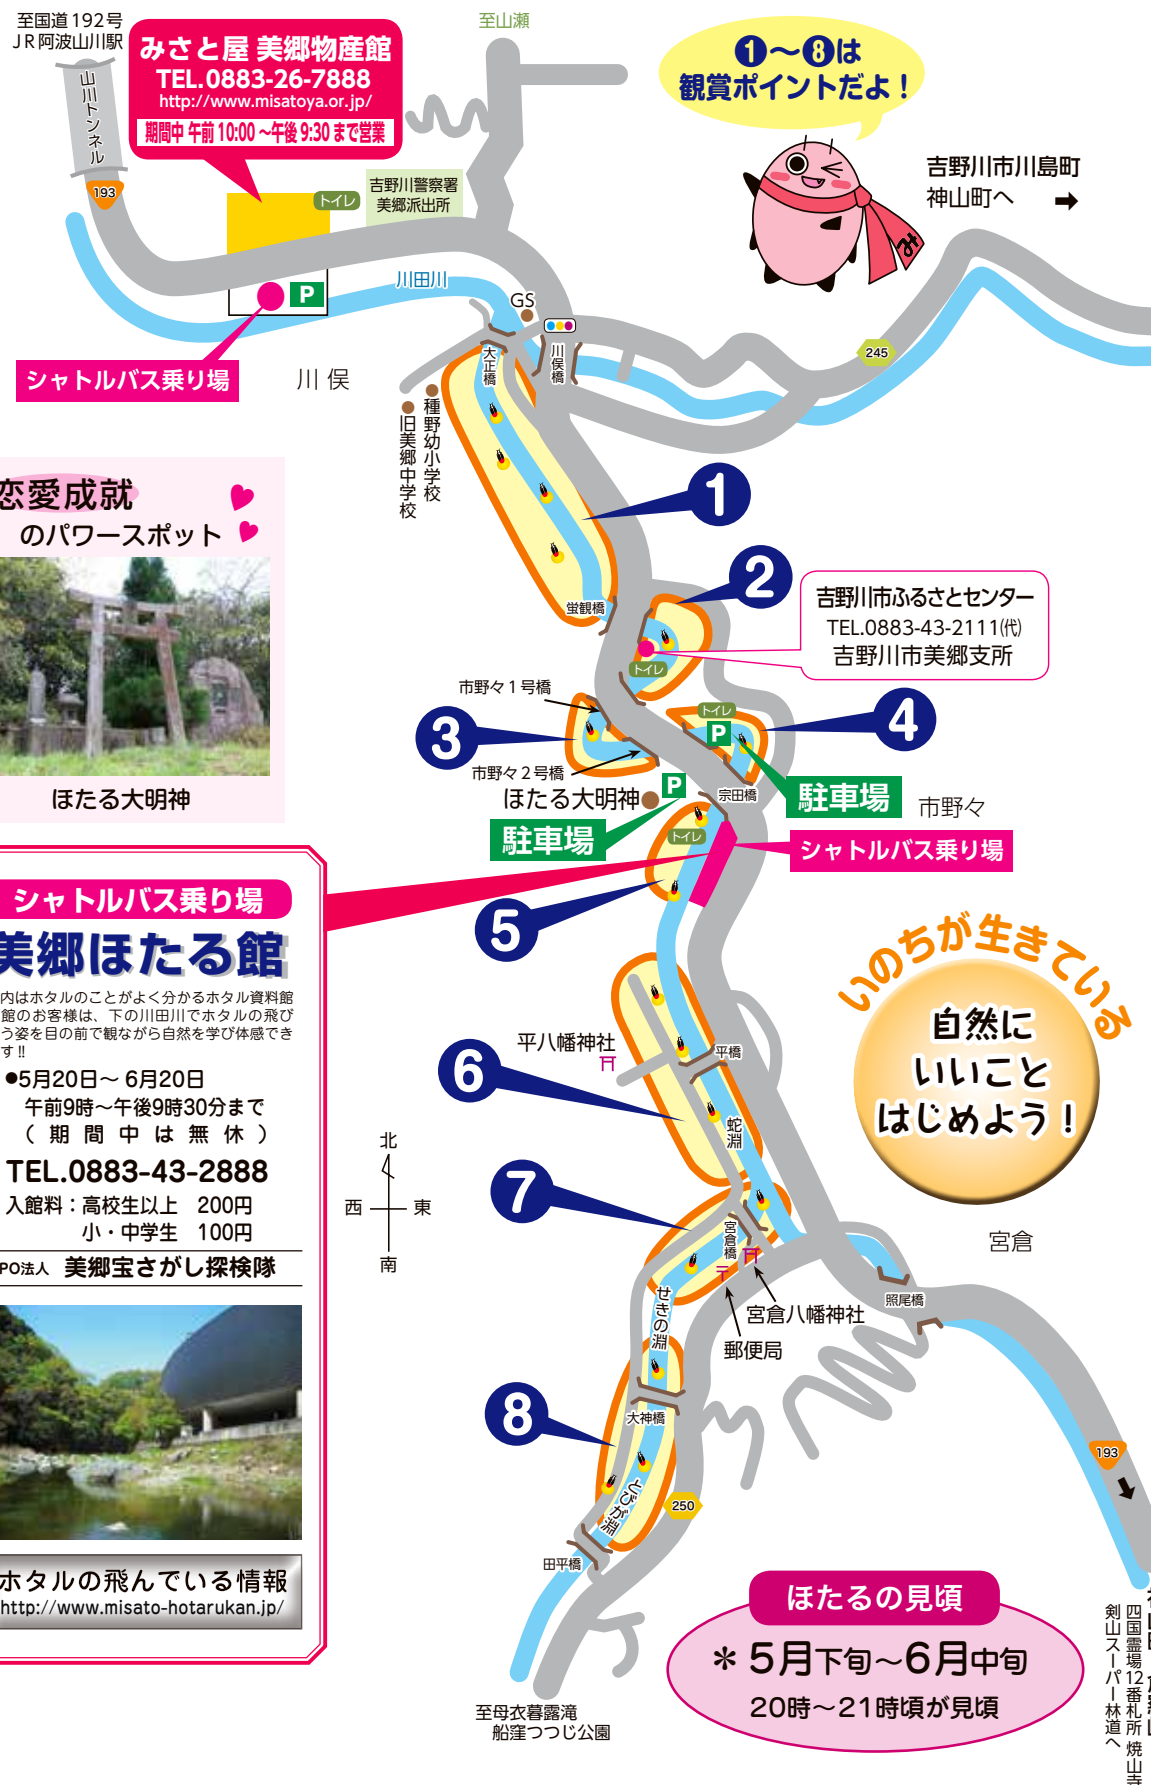 至国道192号
JR阿波山川駅
山川トンネル
193
みさと屋 美郷物産館
TEL.0883-26-7888
http://www.misatoya.or.jp/
期間中 午前10:00～午後9:30まで営業
至山瀬
❶～❽は
観賞ポイントだよ！
み
吉野川市川島町
神山町へ
トイレ
吉野川警察署
美郷派出所
川田川
P
GS
シャトルバス乗り場
川俣
大正橋
川俣橋
245
種野幼小学校
旧美郷中学校
恋愛成就
のパワースポット
ほたる大明神
1
2
蛍観橋
吉野川市ふるさとセンター
TEL.0883-43-2111㈹
吉野川市美郷支所
トイレ
市野々1号橋
3
トイレ
P
4
市野々2号橋
ほたる大明神
P
宗田橋
駐車場
市野々
駐車場
トイレ
シャトルバス乗り場
5
シャトルバス乗り場
美郷ほたる館
内はホタルのことがよく分かるホタル資料館
館のお客様は、下の川田川でホタルの飛び
う姿を目の前で観ながら自然を学び体感でき
す!!
●5月20日～6月20日
午前9時～午後9時30分まで
（期間中は無休）
TEL.0883-43-2888
入館料：高校生以上 200円
小・中学生 100円
PO法人 美郷宝さがし探検隊
ホタルの飛んでいる情報
http://www.misato-hotarukan.jp/
いのちが生きている
自然に
いいこと
はじめよう！
平八幡神社
6
平橋
蛇淵
北
西 東
南
7
宮倉橋
宮倉
せきの淵
宮倉八幡神社
郵便局
照尾橋
8
大神橋
とびが淵
250
田平橋
193
至母衣暮露滝
船窪つつじ公園
ほたるの見頃
＊5月下旬～6月中旬
20時～21時頃が見頃
四国霊場12番札所 焼山寺
剣山スーパー林道へ